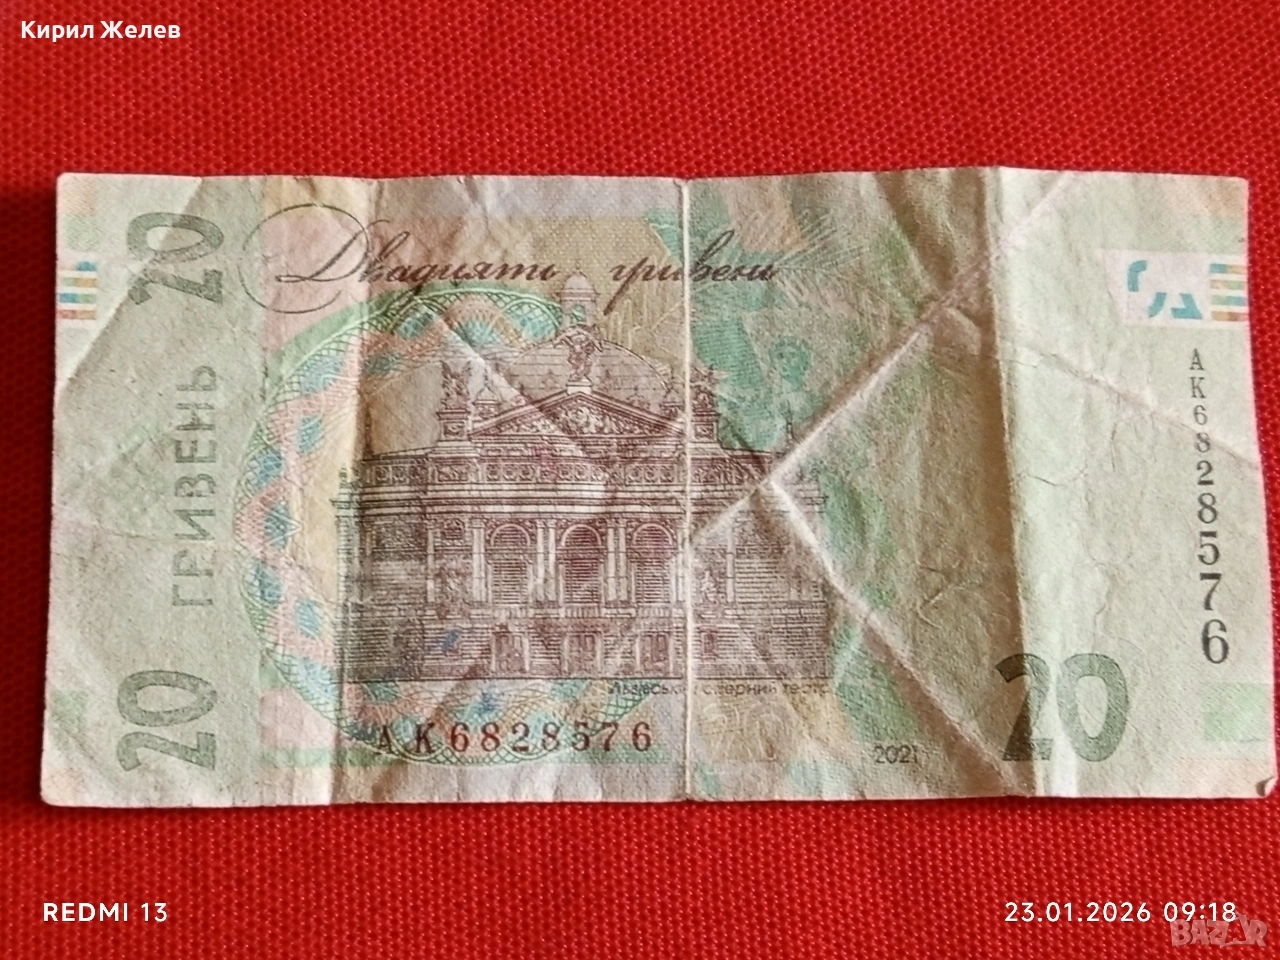 Кирил Желев
20
ГРИВЕНЬ
20
Двадцять гривень
АК6828576
Львівський оперний театр
АК6828576
2021
20
REDMI 13
23.01.2026 09:18
BAZAR